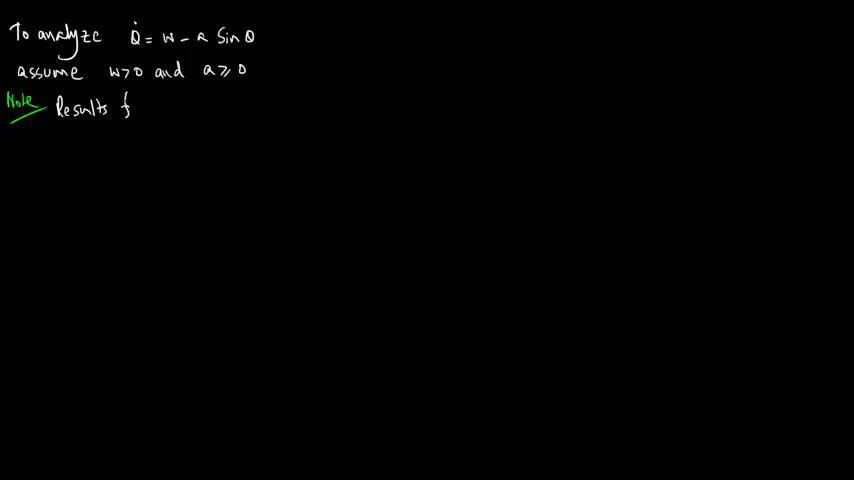 To analyze θ̇ = w - a Sin θ
assume w>0 and a ⩾ 0
Note Results f